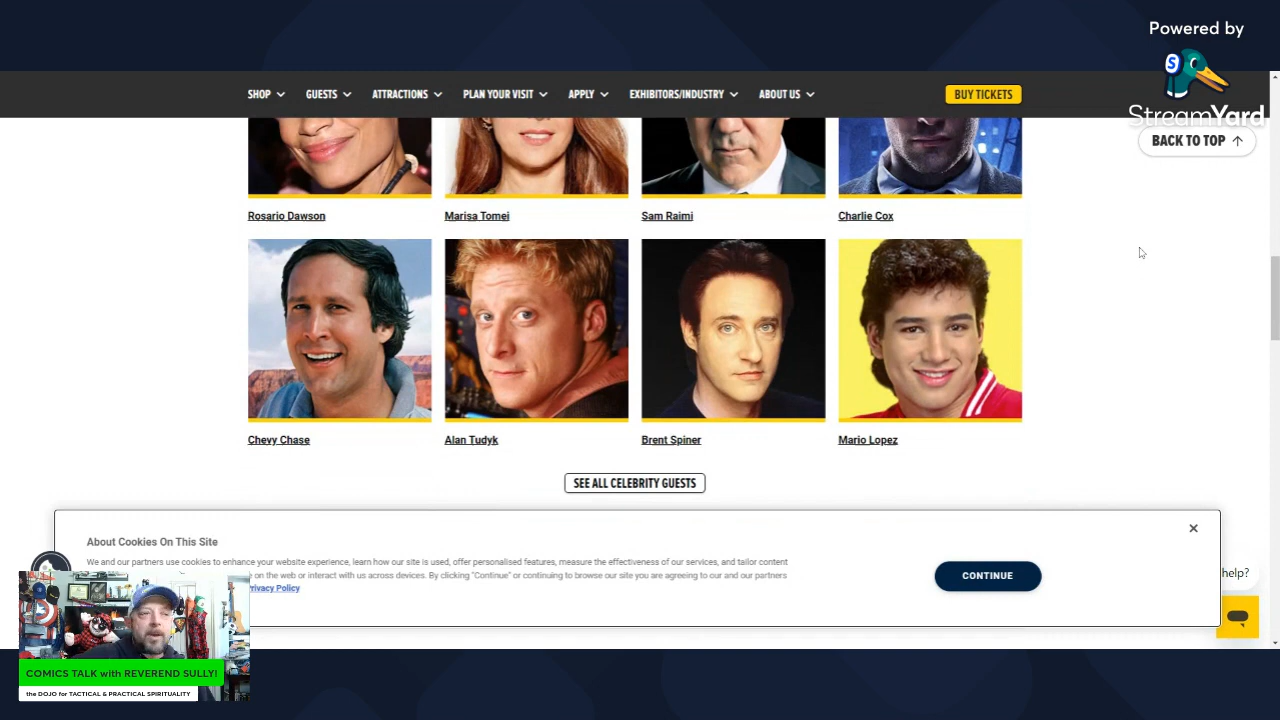 Powered by
S
StreamYard
SHOP GUESTS ATTRACTIONS PLAN YOUR VISIT APPLY EXHIBITORS/INDUSTRY ABOUT US BUY TICKETS
BACK TO TOP
Rosario Dawson Marisa Tomei Sam Raimi Charlie Cox
Chevy Chase Alan Tudyk Brent Spiner Mario Lopez
SEE ALL CELEBRITY GUESTS
About Cookies On This Site
We and our partners use cookies to enhance your website experience, learn how our site is used, offer personalised features, measure the effectiveness of our services, and tailor content
on the web or interact with us across devices. By clicking "Continue" or continuing to browse our site you are agreeing to our and our partners
rivacy Policy
CONTINUE
help?
COMICS TALK with REVEREND SULLY!
the DOJO for TACTICAL & PRACTICAL SPIRITUALITY